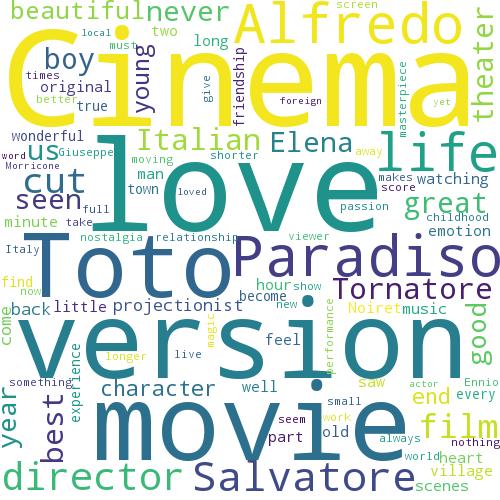 beautiful never Alfredo screen
local must two long
Cinema
boy young original times better true
give friendship foreign masterpiece theater yet
wonderful us Italian Elena life
word Giuseppe moving shorter away
Morricone cut man makes watching
seen love great
town loved score
minute full take passion childhood
nostalgia relationship viewer emotion
Italy Toto Paradiso
find hour show Tornatore
now become new
back little projectionist Noiret music good
come version
magic feel performance
longer live saw Ennio
something experience character well small end every
actor
year best movie film
seem work old always nothing
part world heart
village
director Salvatore scenes